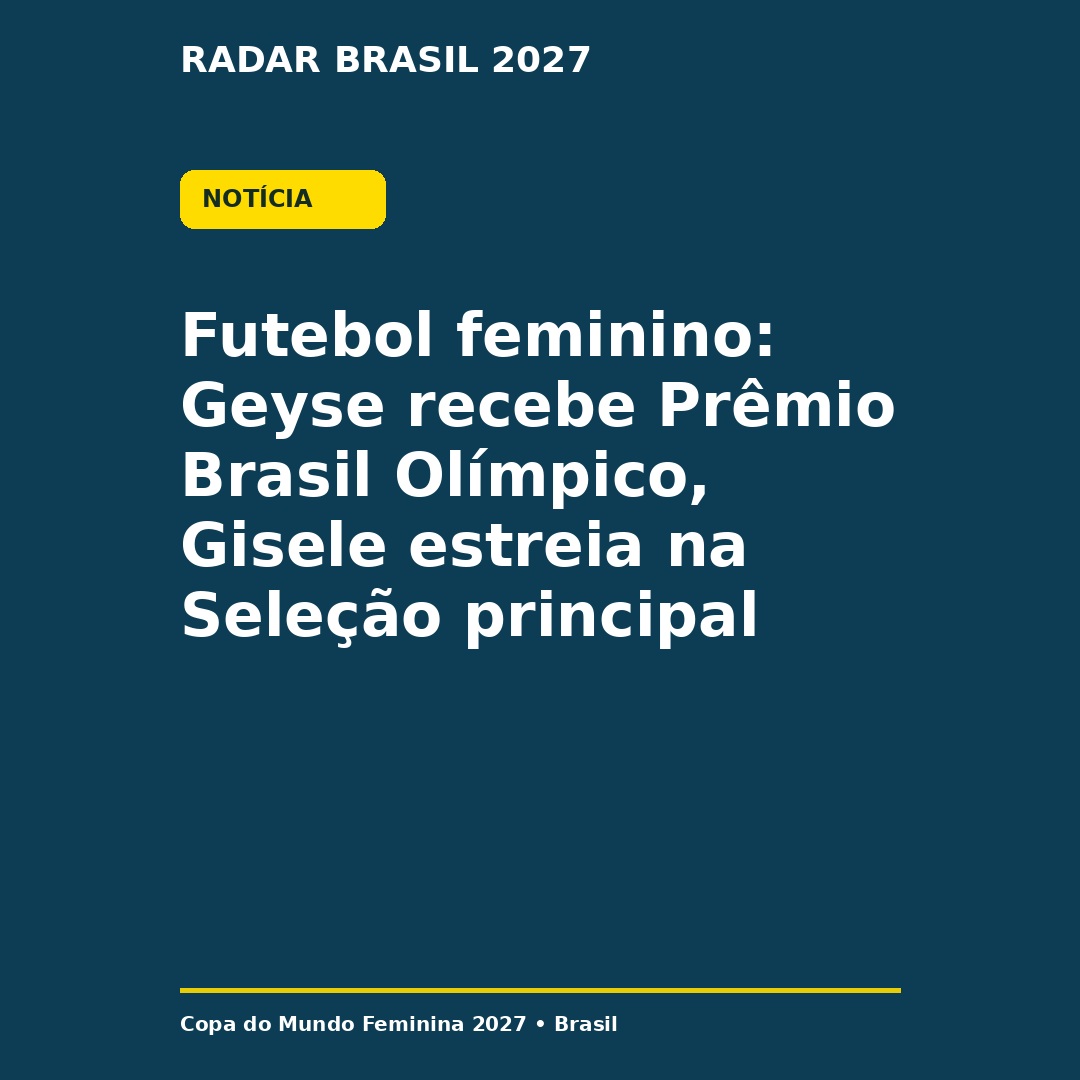 RADAR BRASIL 2027
NOTÍCIA
Futebol feminino:
Geyse recebe Prêmio
Brasil Olímpico,
Gisele estreia na
Seleção principal
Copa do Mundo Feminina 2027 • Brasil